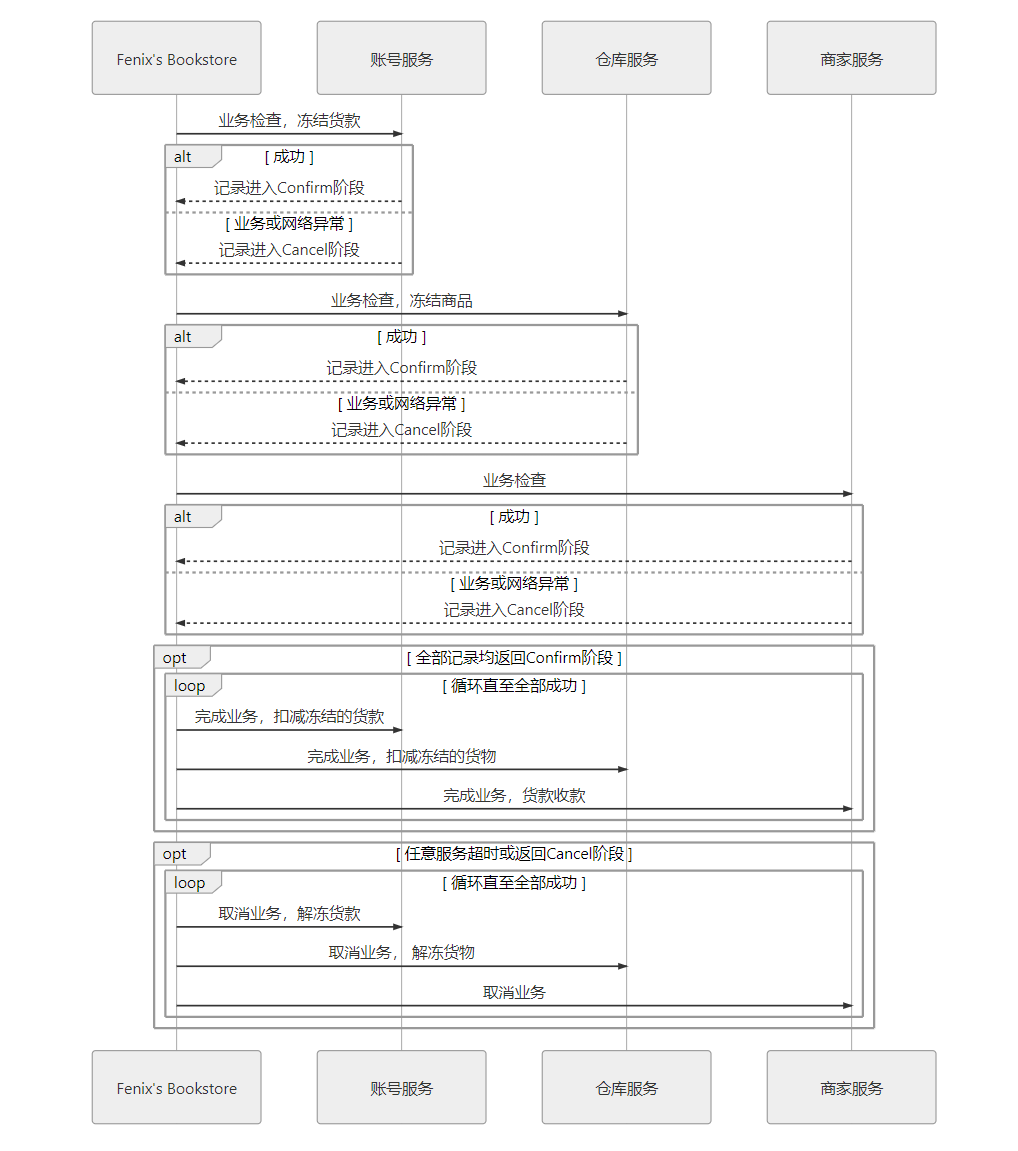 Fenix's Bookstore
账号服务
仓库服务
商家服务
业务检查，冻结货款
alt
[ 成功 ]
记录进入Confirm阶段
[ 业务或网络异常 ]
记录进入Cancel阶段
业务检查，冻结商品
alt
[ 成功 ]
记录进入Confirm阶段
[ 业务或网络异常 ]
记录进入Cancel阶段
业务检查
alt
[ 成功 ]
记录进入Confirm阶段
[ 业务或网络异常 ]
记录进入Cancel阶段
opt
[ 全部记录均返回Confirm阶段 ]
loop
[ 循环直至全部成功 ]
完成业务，扣减冻结的货款
完成业务，扣减冻结的货物
完成业务，货款收款
opt
[ 任意服务超时或返回Cancel阶段 ]
loop
[ 循环直至全部成功 ]
取消业务，解冻货款
取消业务， 解冻货物
取消业务
Fenix's Bookstore
账号服务
仓库服务
商家服务